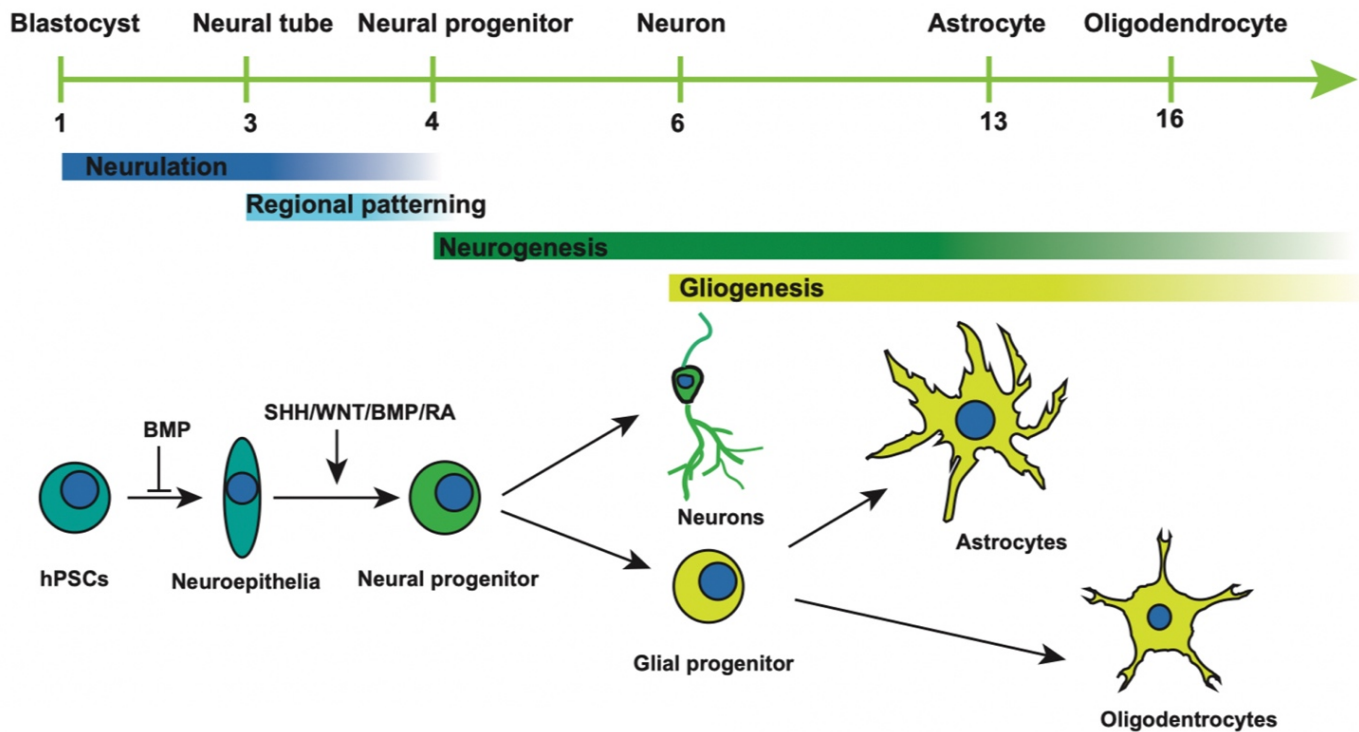 Blastocyst Neural tube Neural progenitor Neuron Astrocyte Oligodendrocyte
1 3 4 6 13 16
Neurulation
Regional patterning
Neurogenesis
Gliogenesis
SHH/WNT/BMP/RA
BMP
Neurons
Astrocytes
hPSCs Neuroepithelia Neural progenitor
Glial progenitor
Oligodentrocytes